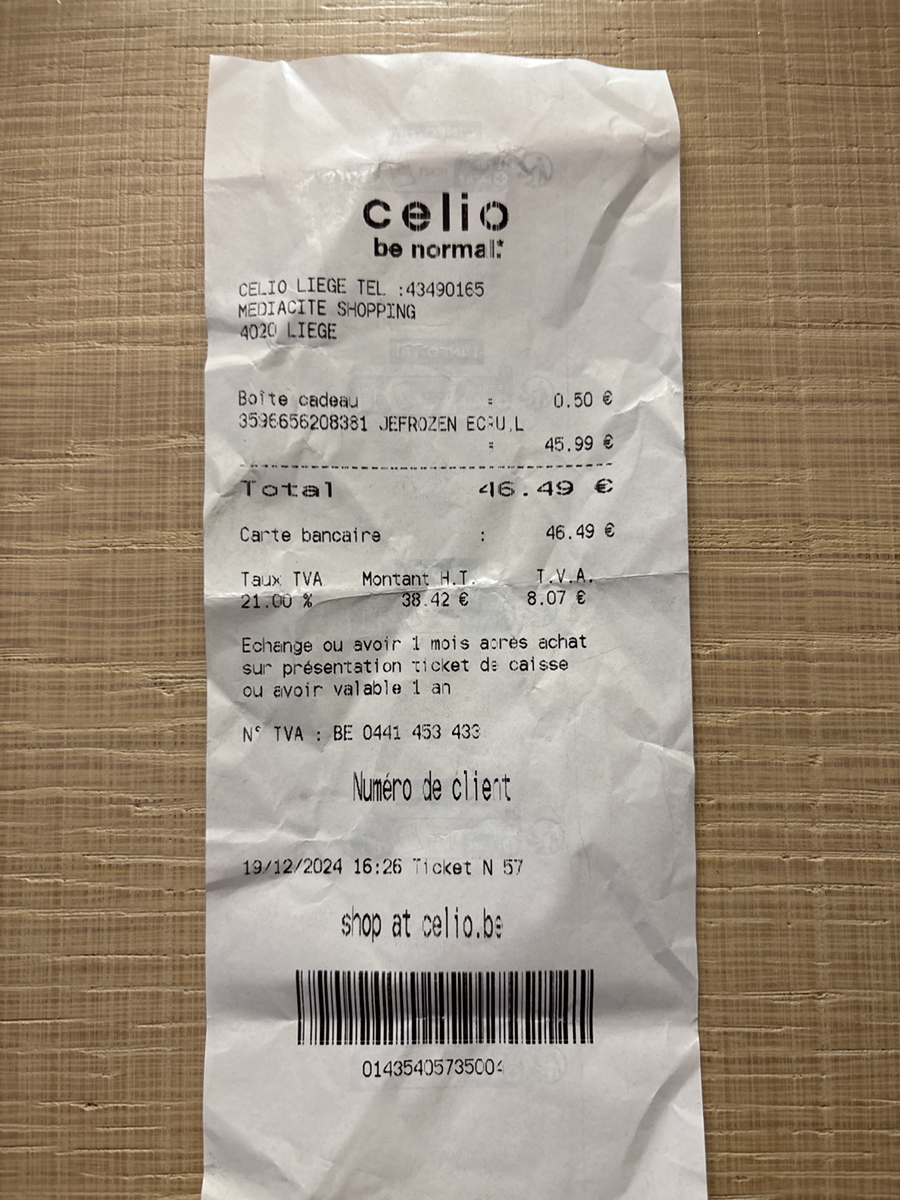 celio
be normal*
CELIO LIEGE TEL :43490165
MEDIACITE SHOPPING
4020 LIEGE
Boîte cadeau : 0.50 €
3596656208381 JEFROZEN ECRU,L
: 45.99 €
Total 46.49 €
Carte bancaire : 46.49 €
Taux TVA Montant H.T. T.V.A.
21.00 % 38.42 € 8.07 €
Echange ou avoir 1 mois après achat
sur présentation ticket de caisse
ou avoir valable 1 an
N° TVA : BE 0441 453 433
Numéro de client
19/12/2024 16:26 Ticket N 57
shop at celio.be